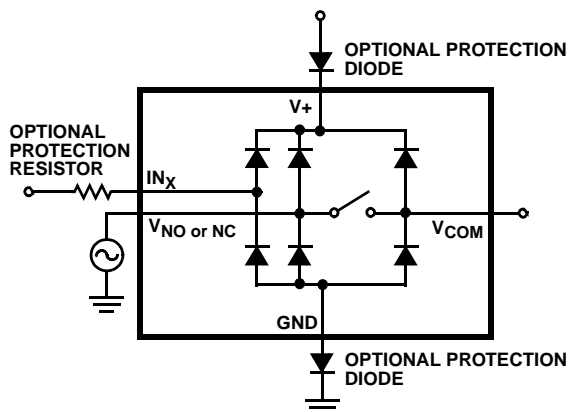 OPTIONAL PROTECTION
DIODE
V+
OPTIONAL
PROTECTION
RESISTOR
INX
VNO or NC
VCOM
GND
OPTIONAL PROTECTION
DIODE